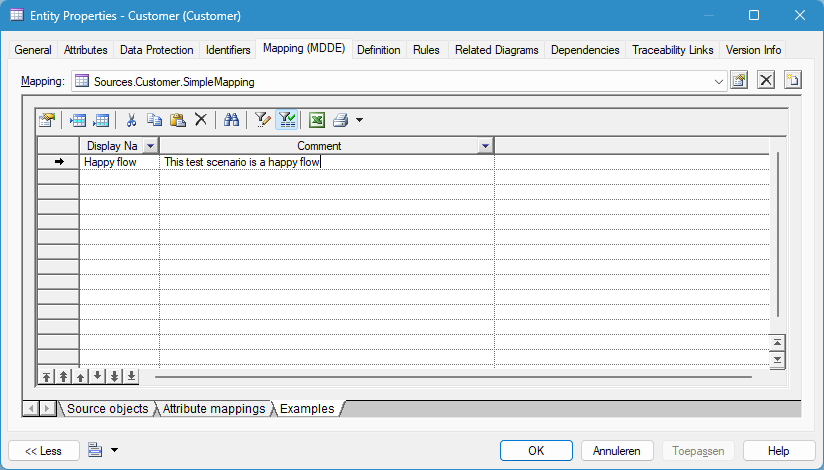 Entity Properties - Customer (Customer)
General Attributes Data Protection Identifiers Mapping (MDDE) Definition Rules Related Diagrams Dependencies Traceability Links Version Info
Mapping: Sources.Customer.SimpleMapping
Display Na Comment
Happy flow This test scenario is a happy flow
Source objects Attribute mappings Examples
<< Less OK Annuleren Toepassen Help